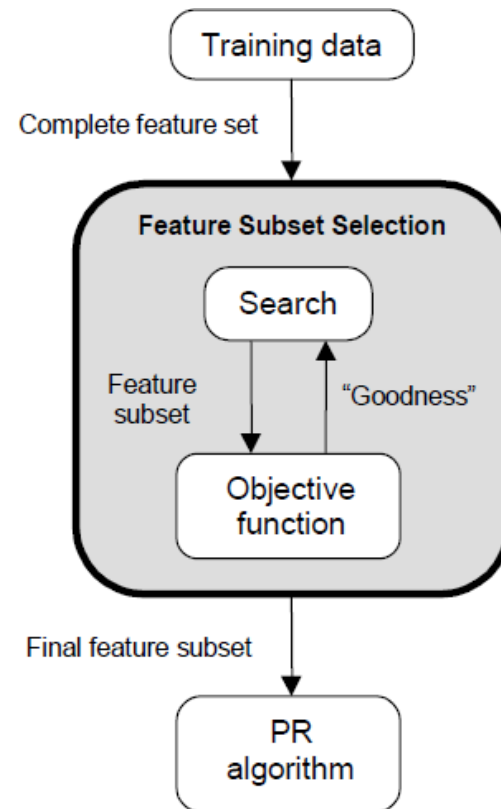 Training data
Complete feature set
Feature Subset Selection
Search
Feature
subset
“Goodness”
Objective
function
Final feature subset
PR
algorithm